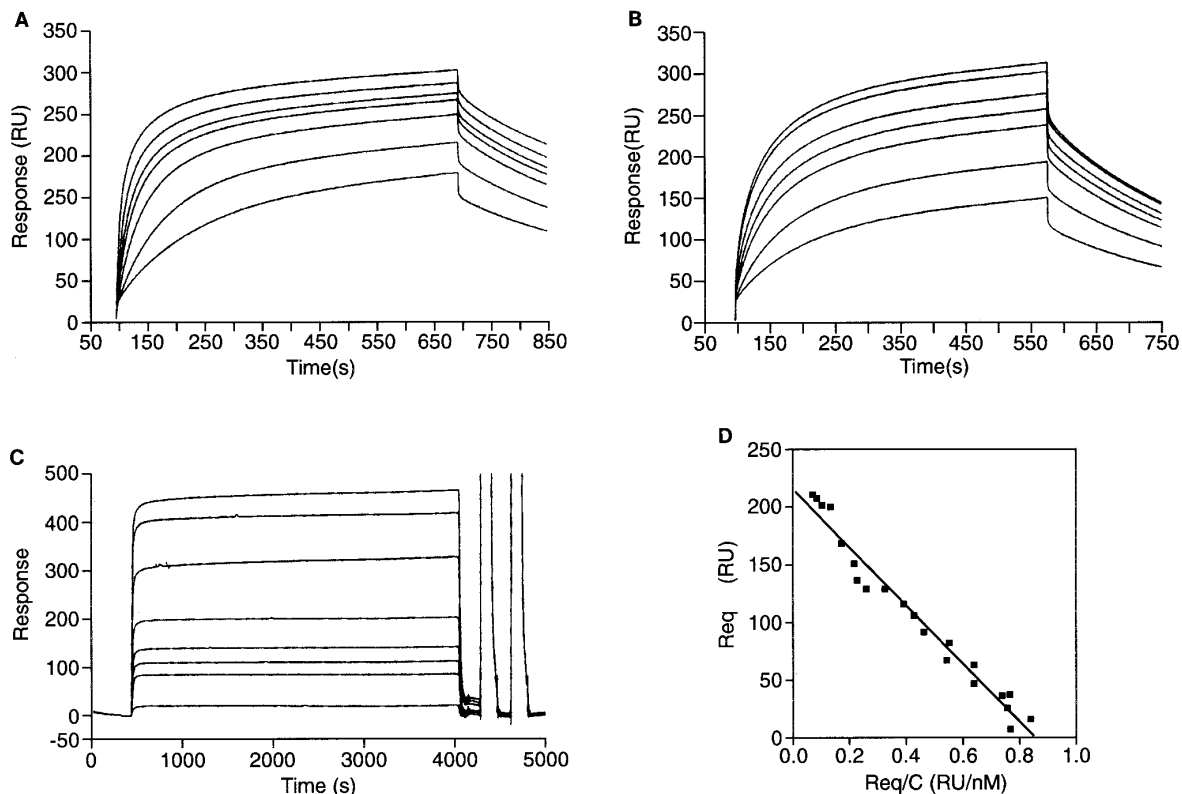 A
Response (RU)
350
300
250
200
250
100
50
0
50 150 250 350 450 550 650 750 850
Time(s)
B
Response(RU)
350
300
250
200
150
100
50
0
50 150 250 350 450 550 650 750
Time(s)
C
Response
500
400
300
200
100
0
-50
0 1000 2000 3000 4000 5000
Time (s)
D
Req (RU)
250
200
150
100
50
0
0.0 0.2 0.4 0.6 0.8 1.0
Req/C (RU/nM)